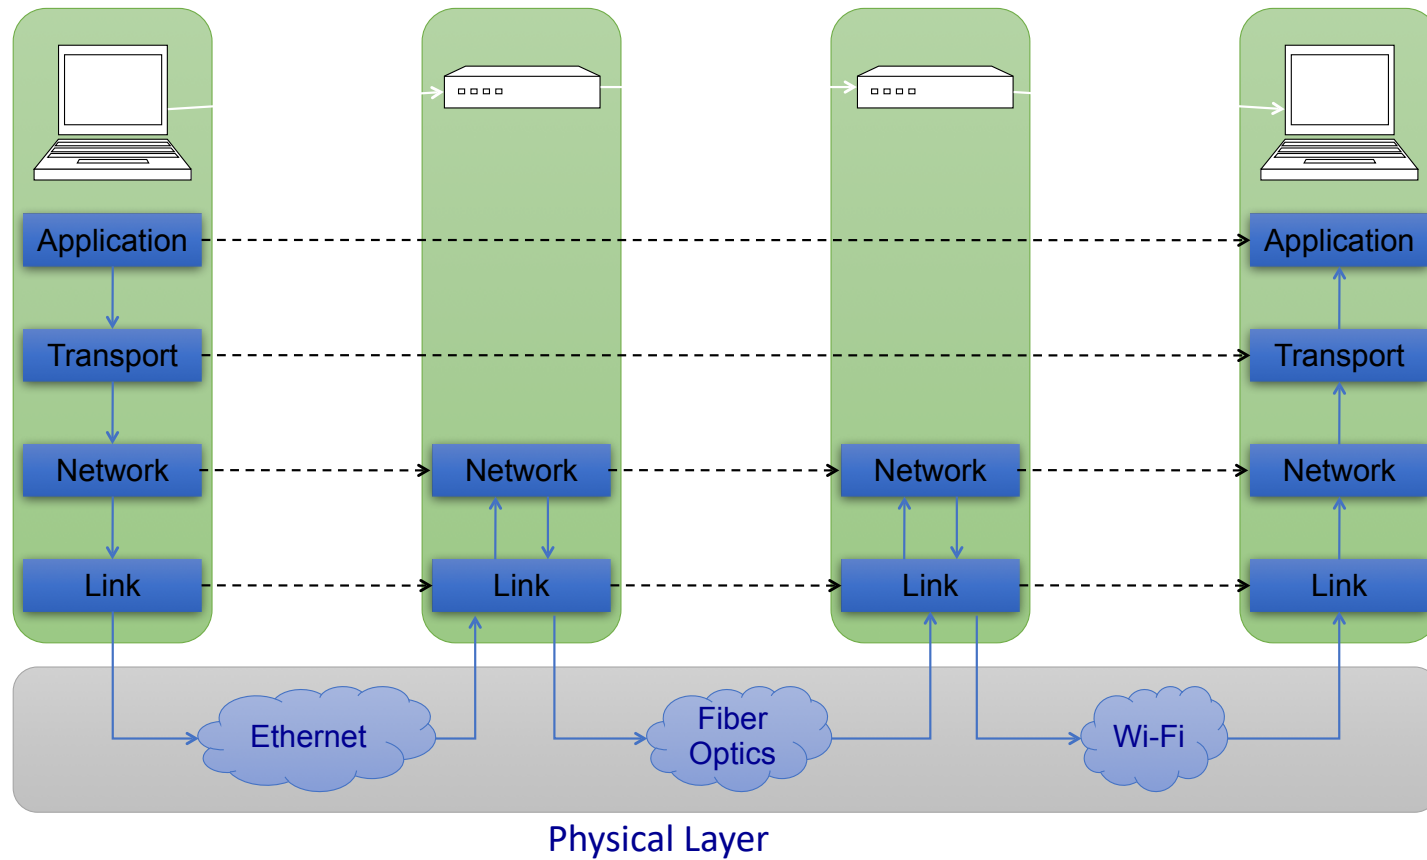 Application
Application
Transport
Transport
Network
Network
Network
Network
Link
Link
Link
Link
Ethernet
Fiber
Optics
Wi-Fi
Physical Layer